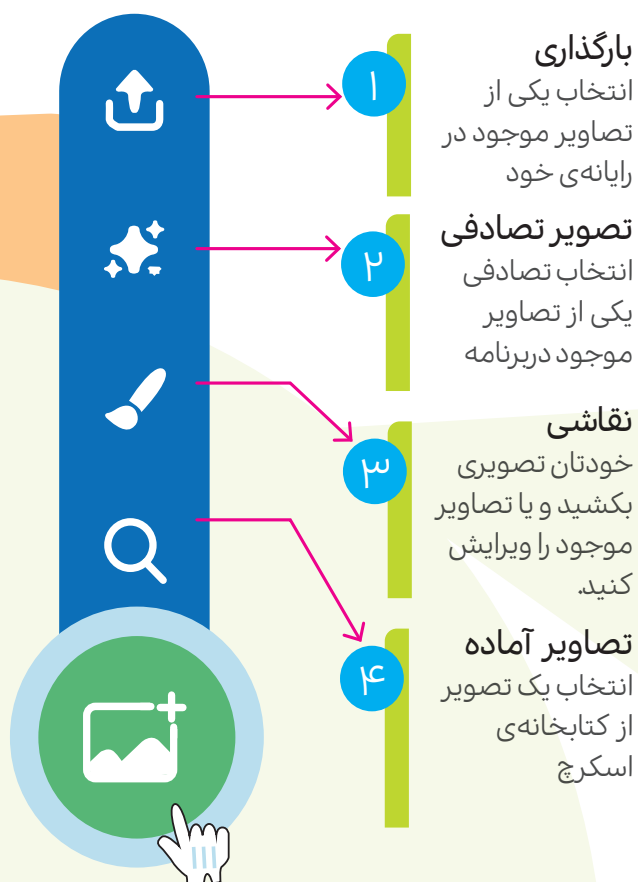 ۱
بارگذاری
انتخاب یکی از
تصاویر موجود در
رایانه‌ی خود
۲
تصویر تصادفی
انتخاب تصادفی
یکی از تصاویر
موجود دربرنامه
۳
نقاشی
خودتان تصویری
بکشید و یا تصاویر
موجود را ویرایش
کنید.
۴
تصاویر آماده
انتخاب یک تصویر
از کتابخانه‌ی
اسکرچ